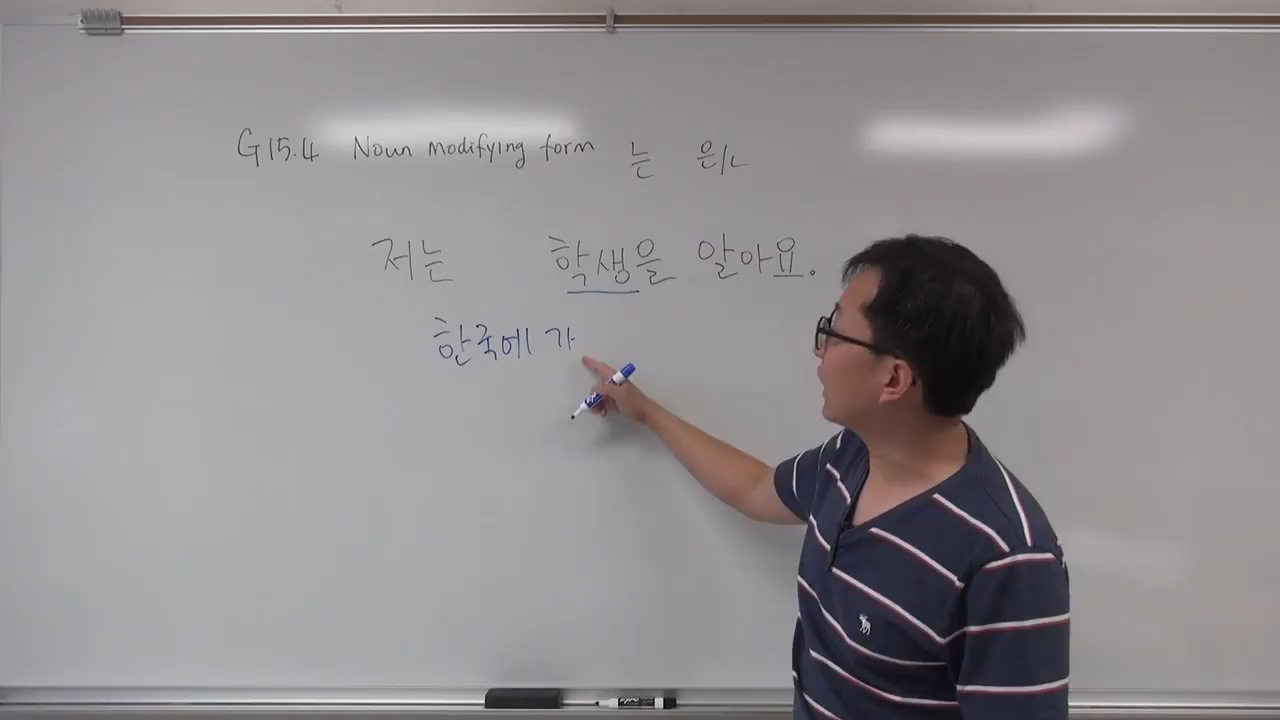 G15.4 Noun modifying form 는 은/ㄴ
저는 학생을 알아요.
한국에 가
EXPO